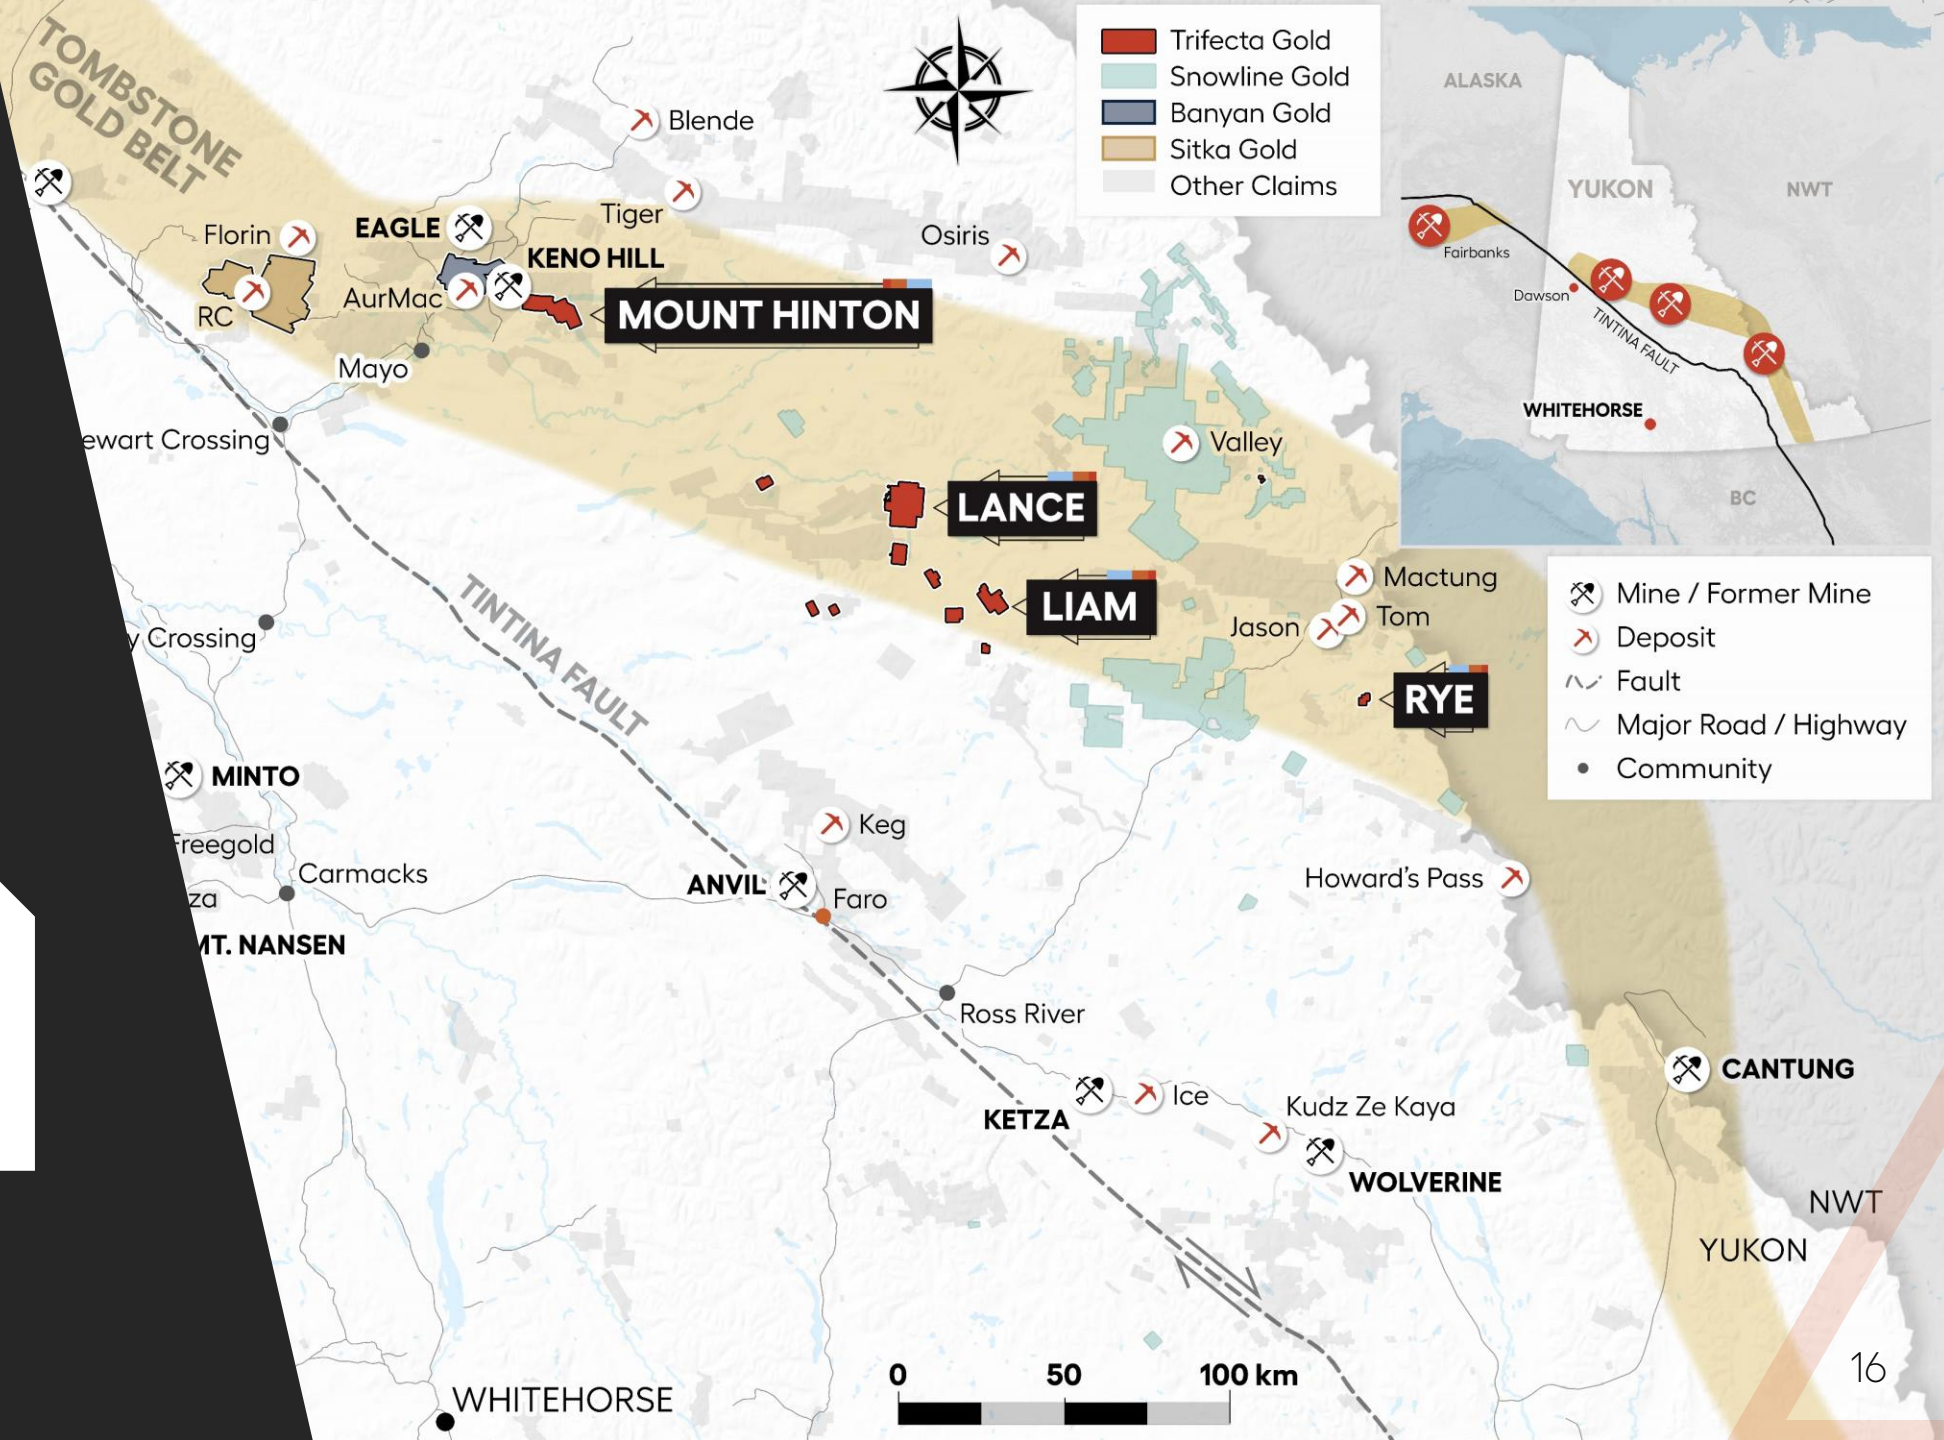 TOMBSTONE
GOLD BELT
Trifecta Gold
Snowline Gold
Banyan Gold
Sitka Gold
Other Claims
ALASKA
YUKON
NWT
Fairbanks
Dawson
TINTINA FAULT
WHITEHORSE
BC
Blende
Tiger
Osiris
Florin
EAGLE
KENO HILL
AurMac
RC
MOUNT HINTON
Mayo
ewart Crossing
Valley
LANCE
LIAM
Mactung
Tom
Jason
RYE
Mine / Former Mine
Deposit
Fault
Major Road / Highway
Community
y Crossing
TINTINA FAULT
MINTO
Freegold
Carmacks
za
MT. NANSEN
Keg
ANVIL
Faro
Howard's Pass
Ross River
CANTUNG
KETZA
Ice
Kudz Ze Kaya
WOLVERINE
NWT
YUKON
0 50 100 km
WHITEHORSE
16